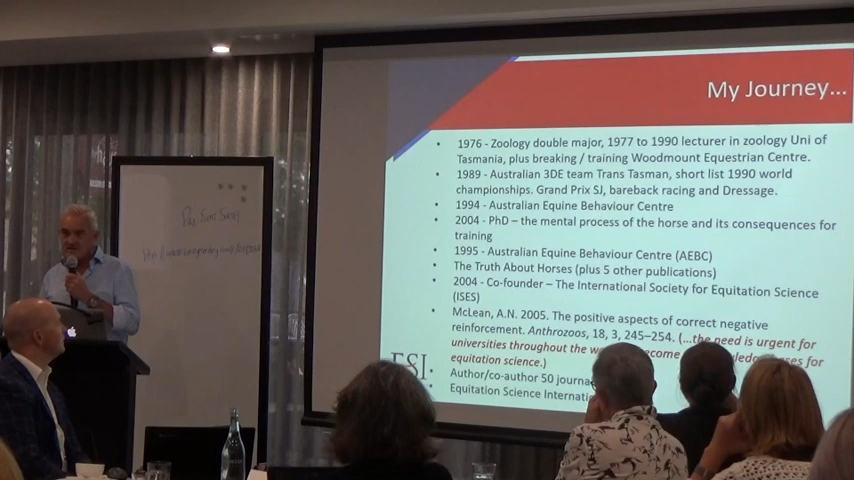 My Journey...
• 1976 - Zoology double major, 1977 to 1990 lecturer in zoology Uni of
Tasmania, plus breaking / training Woodmount Equestrian Centre.
• 1989 - Australian 3DE team Trans Tasman, short list 1990 world
championships. Grand Prix SJ, bareback racing and Dressage.
• 1994 - Australian Equine Behaviour Centre
• 2004 - PhD – the mental process of the horse and its consequences for
training
• 1995 - Australian Equine Behaviour Centre (AEBC)
• The Truth About Horses (plus 5 other publications)
• 2004 - Co-founder – The International Society for Equitation Science
(ISES)
• McLean, A.N. 2005. The positive aspects of correct negative
reinforcement. Anthrozoos, 18, 3, 245–254. (...the need is urgent for
universities throughout the
equitation science.)
Author/co-author 50
Equitation Science
ESI